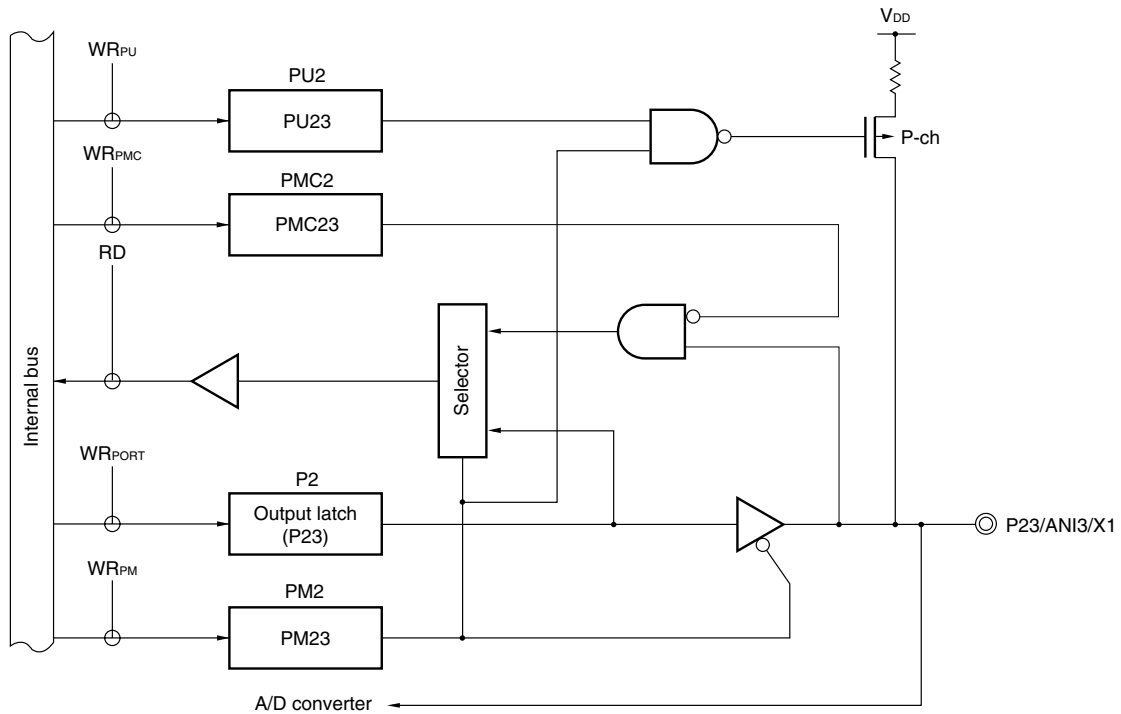 VDD
WRPU
PU2
PU23
P-ch
WRPMC
PMC2
PMC23
RD
Internal bus
Selector
WRPORT
P2
Output latch
(P23)
P23/ANI3/X1
WRPM
PM2
PM23
A/D converter